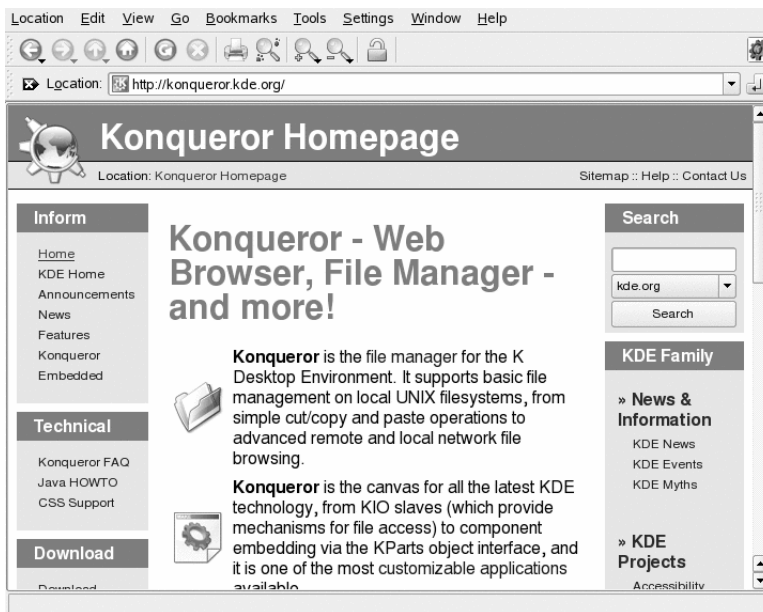 Location Edit View Go Bookmarks Tools Settings Window Help
Location: http://konqueror.kde.org/
Konqueror Homepage
Location: Konqueror Homepage
Sitemap :: Help :: Contact Us
Inform
Home
KDE Home
Announcements
News
Features
Konqueror
Embedded
Technical
Konqueror FAQ
Java HOWTO
CSS Support
Download
Download
Konqueror - Web
Browser, File Manager -
and more!
Konqueror is the file manager for the K
Desktop Environment. It supports basic file
management on local UNIX filesystems, from
simple cut/copy and paste operations to
advanced remote and local network file
browsing.
Konqueror is the canvas for all the latest KDE
technology, from KIO slaves (which provide
mechanisms for file access) to component
embedding via the KParts object interface, and
it is one of the most customizable applications
available.
Search
kde.org
Search
KDE Family
» News &
Information
KDE News
KDE Events
KDE Myths
» KDE
Projects
Accessibility